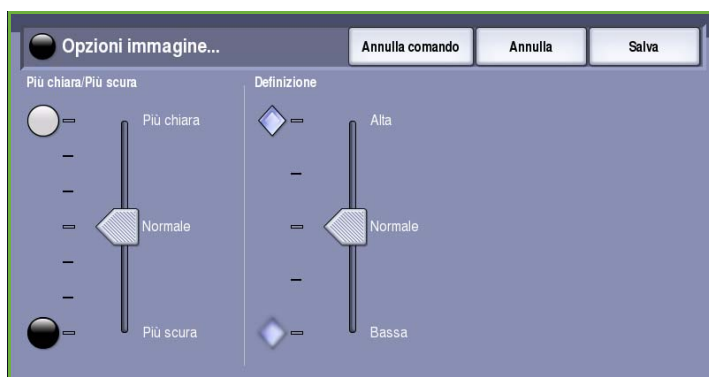 Opzioni immagine...
Annulla comando
Annulla
Salva
Più chiara/Più scura
Definizione
Più chiara
Normale
Più scura
Alta
Normale
Bassa